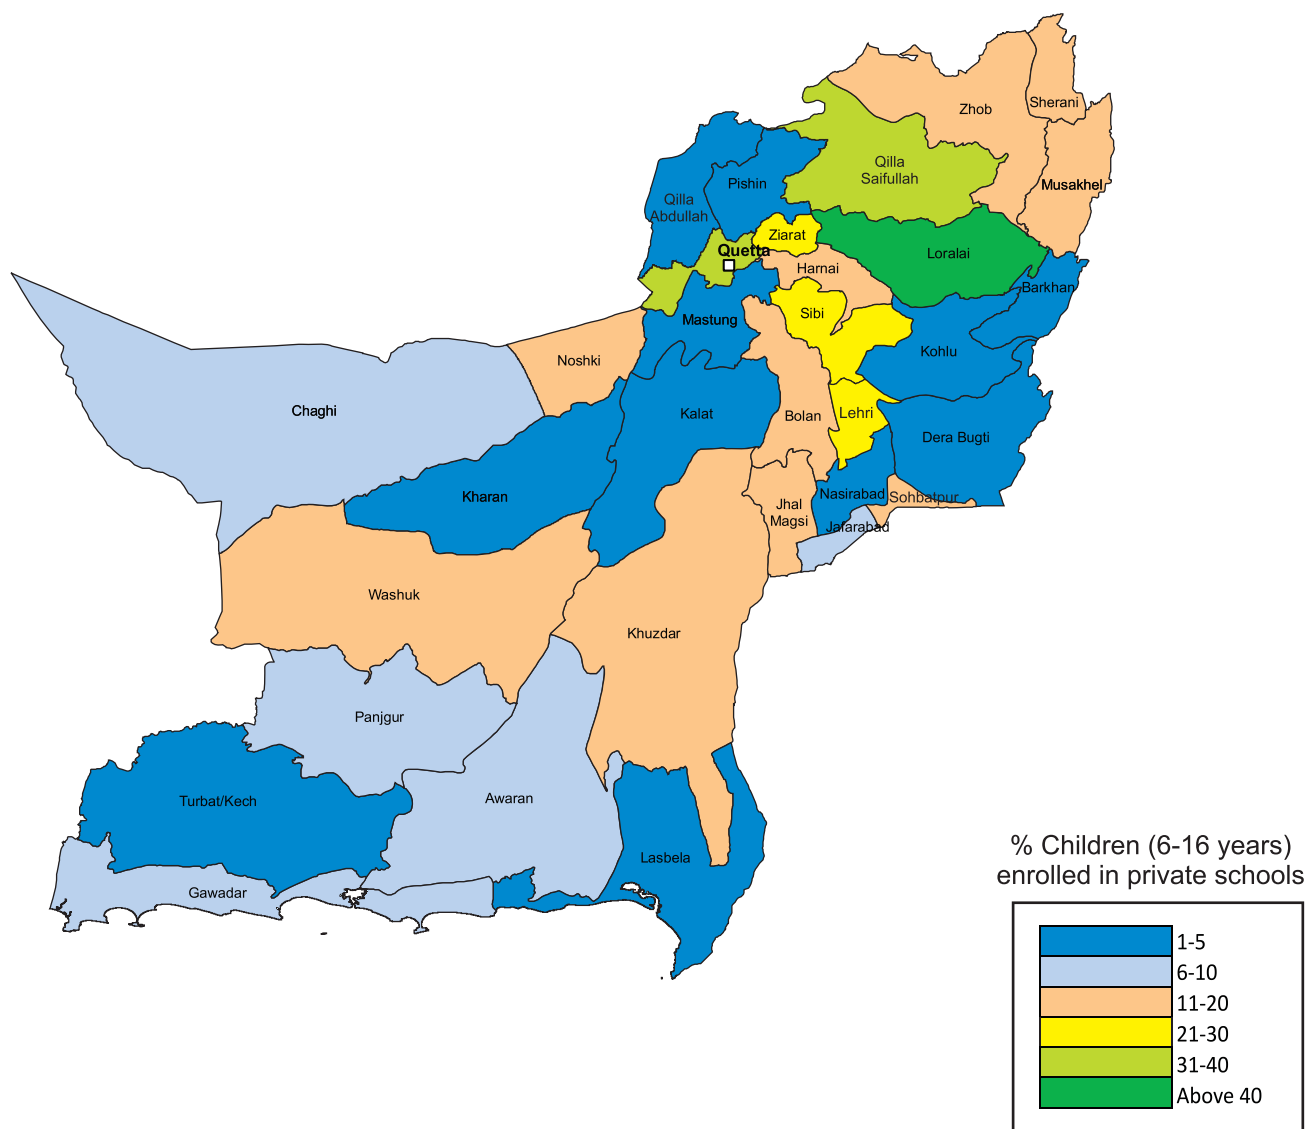 Zhob
Sherani
Qilla
Saifullah
Musakhel
Pishin
Qilla
Abdullah
Ziarat
Quetta
Loralai
Harnai
Barkhan
Sibi
Mastung
Kohlu
Noshki
Chaghi
Kalat
Bolan
Lehri
Dera Bugti
Kharan
Nasirabad
Sohbatpur
Jhal
Magsi
Jafarabad
Washuk
Khuzdar
Panjgur
Turbat/Kech
Awaran
Lasbela
Gawadar
% Children (6-16 years)
enrolled in private schools
1-5
6-10
11-20
21-30
31-40
Above 40